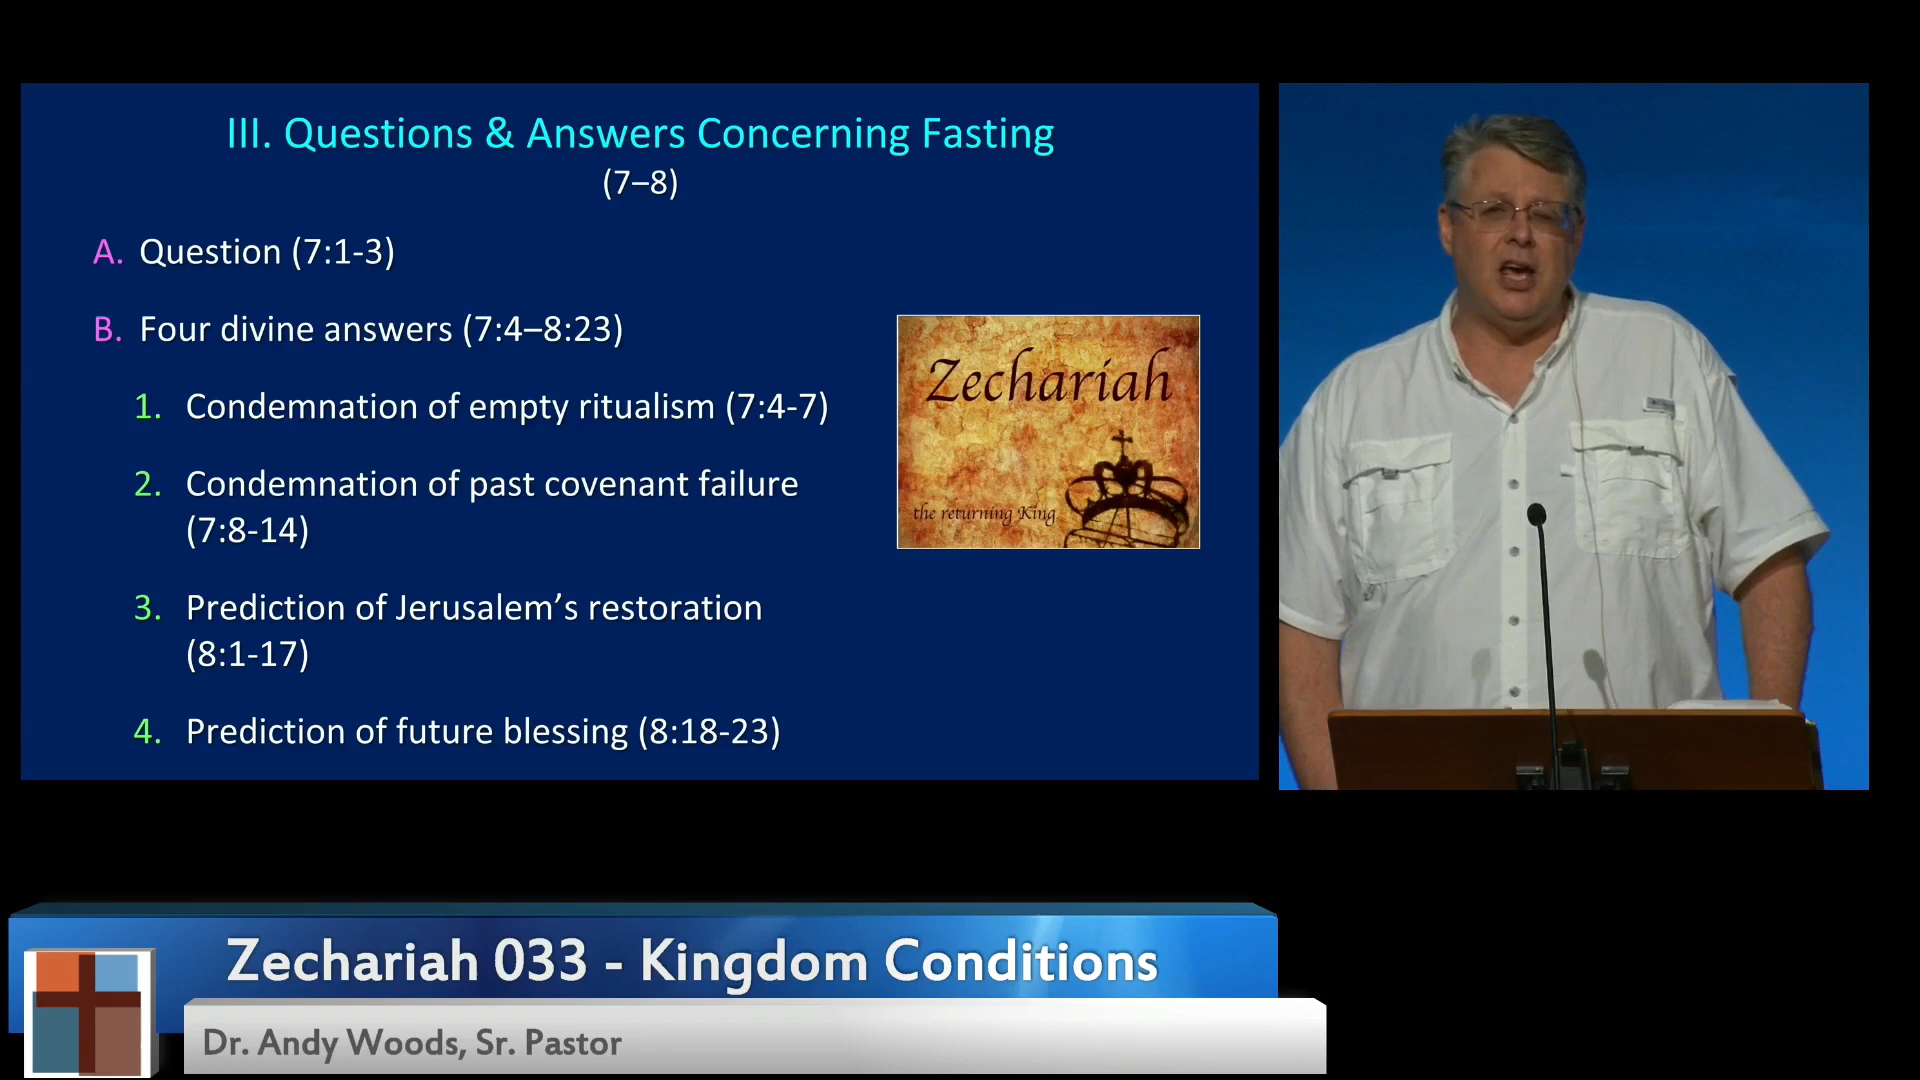 III. Questions & Answers Concerning Fasting
(7–8)
A. Question (7:1-3)
B. Four divine answers (7:4–8:23)
1. Condemnation of empty ritualism (7:4-7)
2. Condemnation of past covenant failure
(7:8-14)
3. Prediction of Jerusalem’s restoration
(8:1-17)
4. Prediction of future blessing (8:18-23)
Zechariah
the returning King
Zechariah 033 - Kingdom Conditions
Dr. Andy Woods, Sr. Pastor